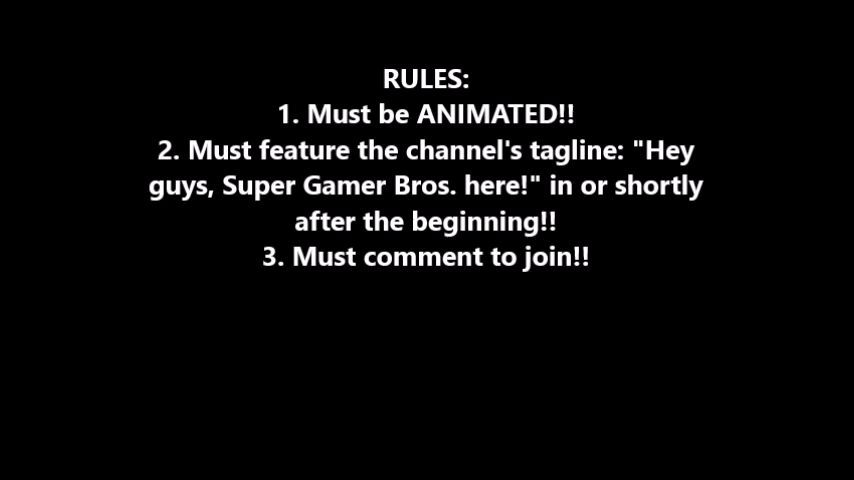 RULES:
1. Must be ANIMATED!!
2. Must feature the channel's tagline: "Hey
guys, Super Gamer Bros. here!" in or shortly
after the beginning!!
3. Must comment to join!!